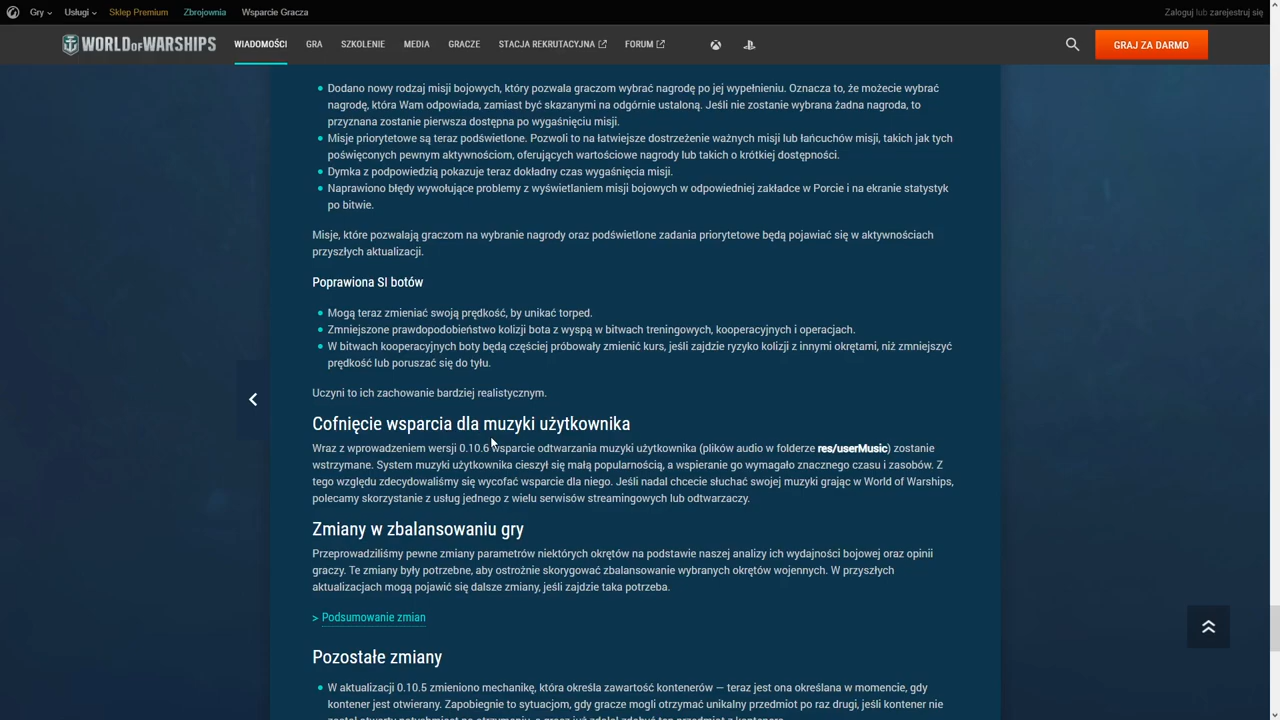 Gry Usługi Sklep Premium Zbrojownia Wsparcie Gracza Zaloguj lub zarejestruj się
WORLD OF WARSHIPS WIADOMOŚCI GRA SZKOLENIE MEDIA GRACZE STACJA REKRUTACYJNA FORUM GRAJ ZA DARMO
Dodano nowy rodzaj misji bojowych, który pozwala graczom wybrać nagrodę po jej wypełnieniu. Oznacza to, że możecie wybrać
nagrodę, która Wam odpowiada, zamiast być skazanymi na odgórnie ustaloną. Jeśli nie zostanie wybrana żadna nagroda, to
przyznana zostanie pierwsza dostępna po wygaśnięciu misji.
Misje priorytetowe są teraz podświetlone. Pozwoli to na łatwiejsze dostrzeżenie ważnych misji lub łańcuchów misji, takich jak tych
poświęconych pewnym aktywnościom, oferujących wartościowe nagrody lub takich o krótkiej dostępności.
Dymka z podpowiedzią pokazuje teraz dokładny czas wygaśnięcia misji.
Naprawiono błędy wywołujące problemy z wyświetlaniem misji bojowych w odpowiedniej zakładce w Porcie i na ekranie statystyk
po bitwie.
Misje, które pozwalają graczom na wybranie nagrody oraz podświetlone zadania priorytetowe będą pojawiać się w aktywnościach
przyszłych aktualizacji.
Poprawiona SI botów
Mogą teraz zmieniać swoją prędkość, by unikać torped.
Zmniejszone prawdopodobieństwo kolizji bota z wyspą w bitwach treningowych, kooperacyjnych i operacjach.
W bitwach kooperacyjnych boty będą częściej próbowały zmienić kurs, jeśli zajdzie ryzyko kolizji z innymi okrętami, niż zmniejszyć
prędkość lub poruszać się do tyłu.
Uczyni to ich zachowanie bardziej realistycznym.
Cofnięcie wsparcia dla muzyki użytkownika
Wraz z wprowadzeniem wersji 0.10.6 wsparcie odtwarzania muzyki użytkownika (plików audio w folderze res/userMusic) zostanie
wstrzymane. System muzyki użytkownika cieszył się małą popularnością, a wspieranie go wymagało znacznego czasu i zasobów. Z
tego względu zdecydowaliśmy się wycofać wsparcie dla niego. Jeśli nadal chcecie słuchać swojej muzyki grając w World of Warships,
polecamy skorzystanie z usług jednego z wielu serwisów streamingowych lub odtwarzaczy.
Zmiany w zbalansowaniu gry
Przeprowadziliśmy pewne zmiany parametrów niektórych okrętów na podstawie naszej analizy ich wydajności bojowej oraz opinii
graczy. Te zmiany były potrzebne, aby ostrożnie skorygować zbalansowanie wybranych okrętów wojennych. W przyszłych
aktualizacjach mogą pojawić się dalsze zmiany, jeśli zajdzie taka potrzeba.
> Podsumowanie zmian
Pozostałe zmiany
W aktualizacji 0.10.5 zmieniono mechanikę, która określa zawartość kontenerów — teraz jest ona określana w momencie, gdy
kontener jest otwierany. Zapobiegnie to sytuacjom, gdy gracze mogli otrzymać unikalny przedmiot po raz drugi, jeśli kontener nie